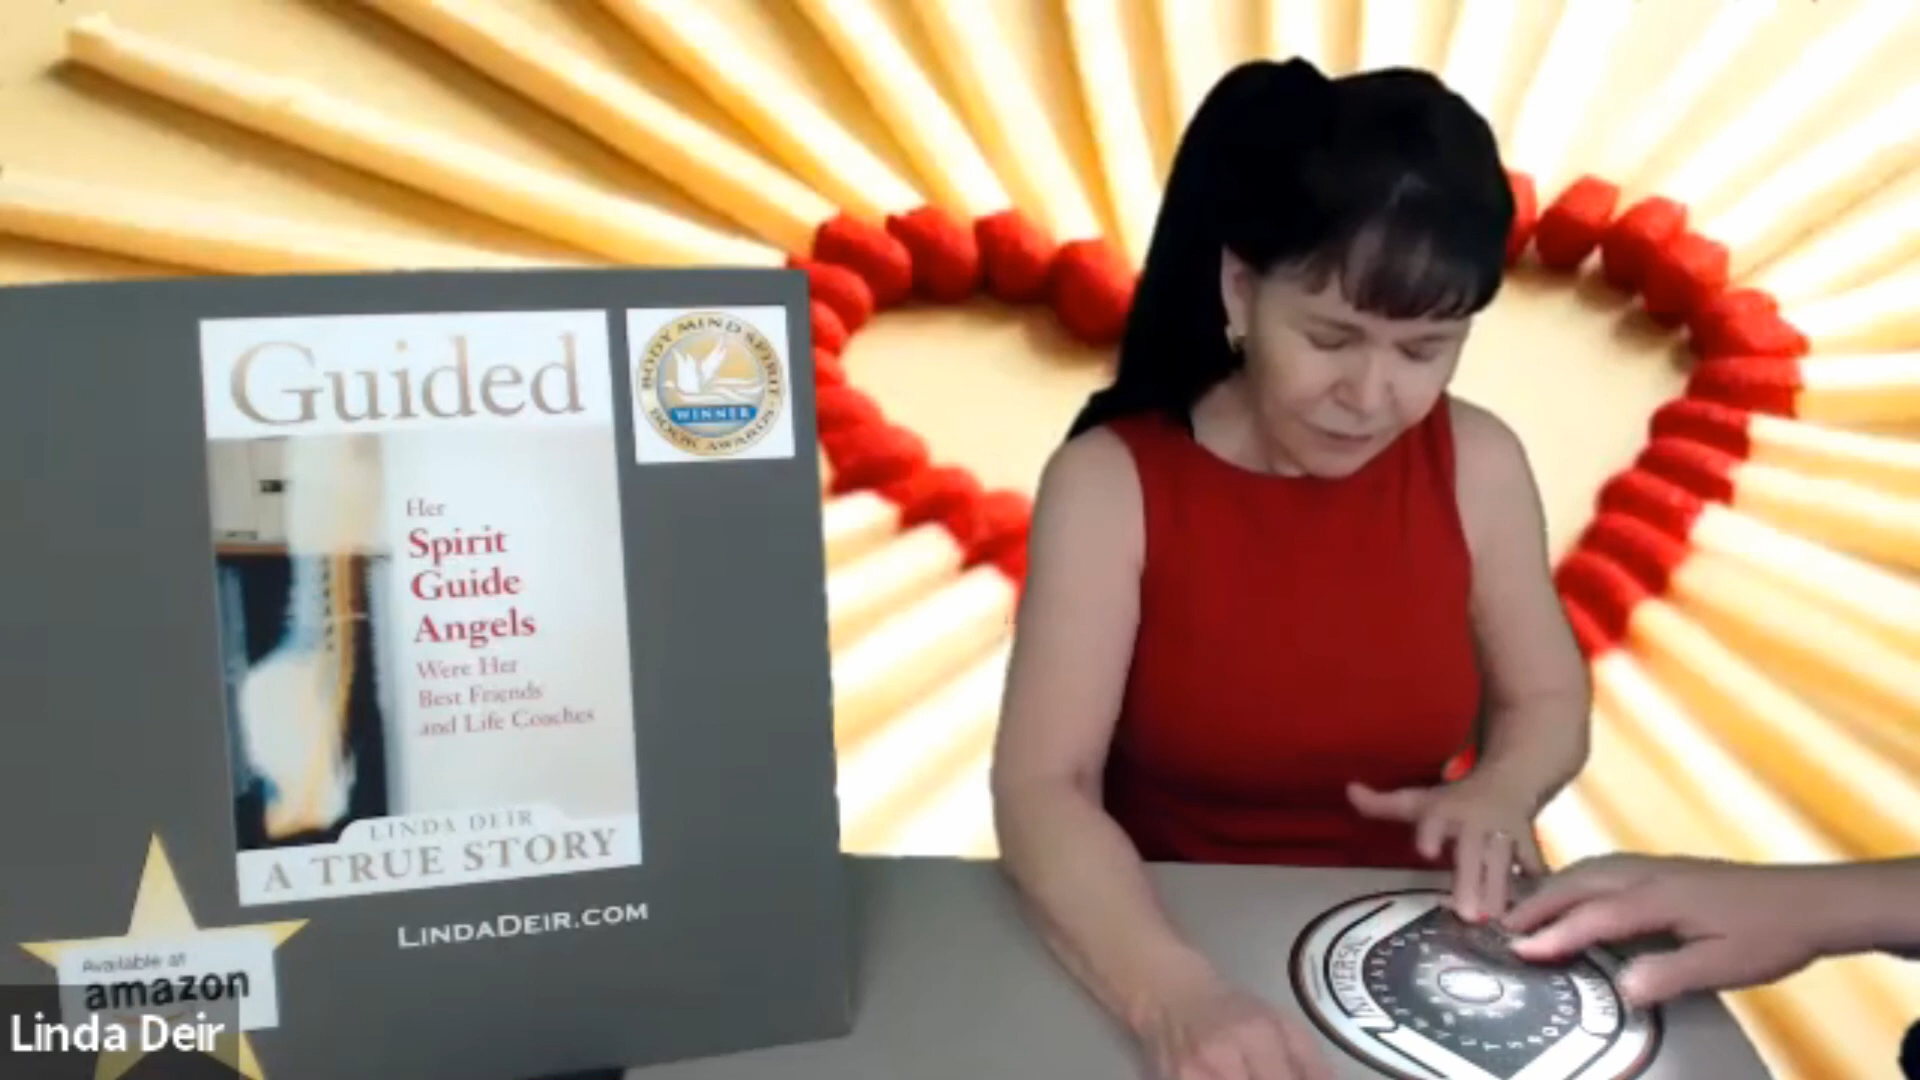 Guided
BODY MIND SPIRIT
WINNER
BOOK AWARDS
Her
Spirit
Guide
Angels
Were Her
Best Friends
and Life Coaches
LINDA DEIR
A TRUE STORY
LINDADEIR.COM
Available at
amazon
Linda Deir